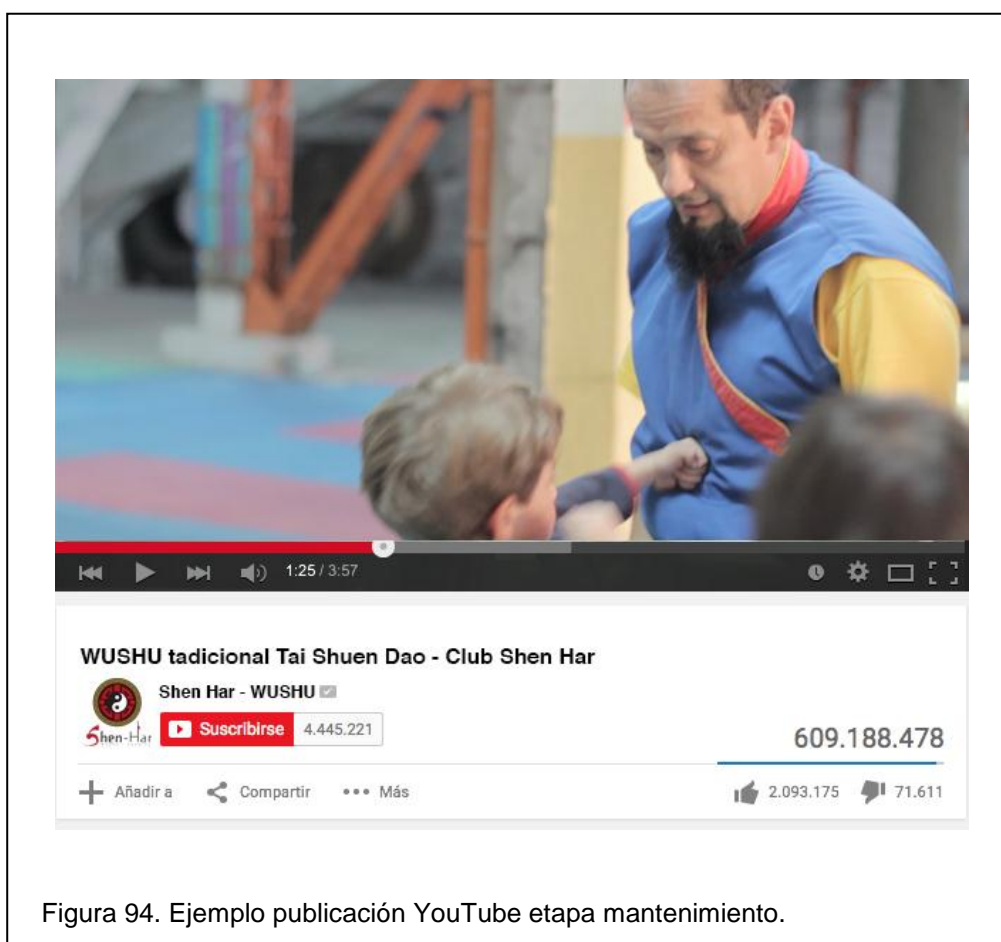 1:25 / 3:57
WUSHU tadicional Tai Shuen Dao - Club Shen Har
Shen Har - WUSHU
Shen-Har
Suscribirse 4.445.221
609.188.478
Añadir a Compartir Más
2.093.175 71.611
Figura 94. Ejemplo publicación YouTube etapa mantenimiento.